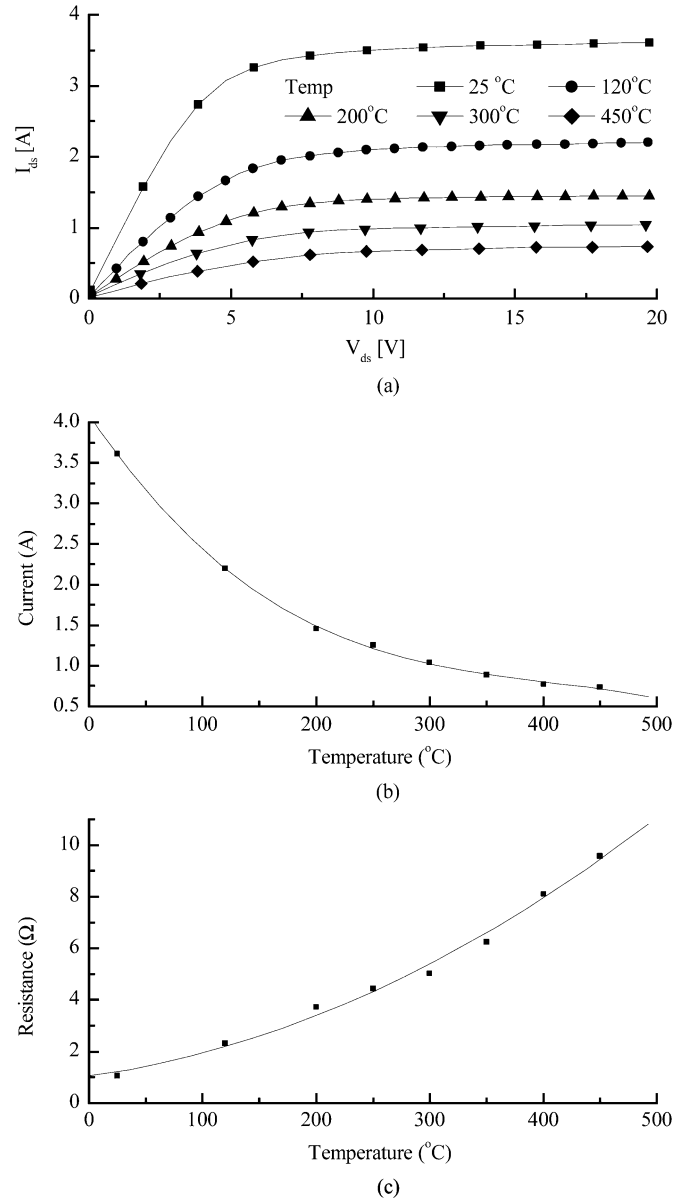 4
3
2
1
0
I_ds [A]
Temp 25 °C 120°C
200°C 300°C 450°C
0 5 10 15 20
V_ds [V]
(a)
4.0
3.5
3.0
2.5
2.0
1.5
1.0
0.5
Current (A)
0 100 200 300 400 500
Temperature (°C)
(b)
10
8
6
4
2
0
Resistance (Ω)
0 100 200 300 400 500
Temperature (°C)
(c)